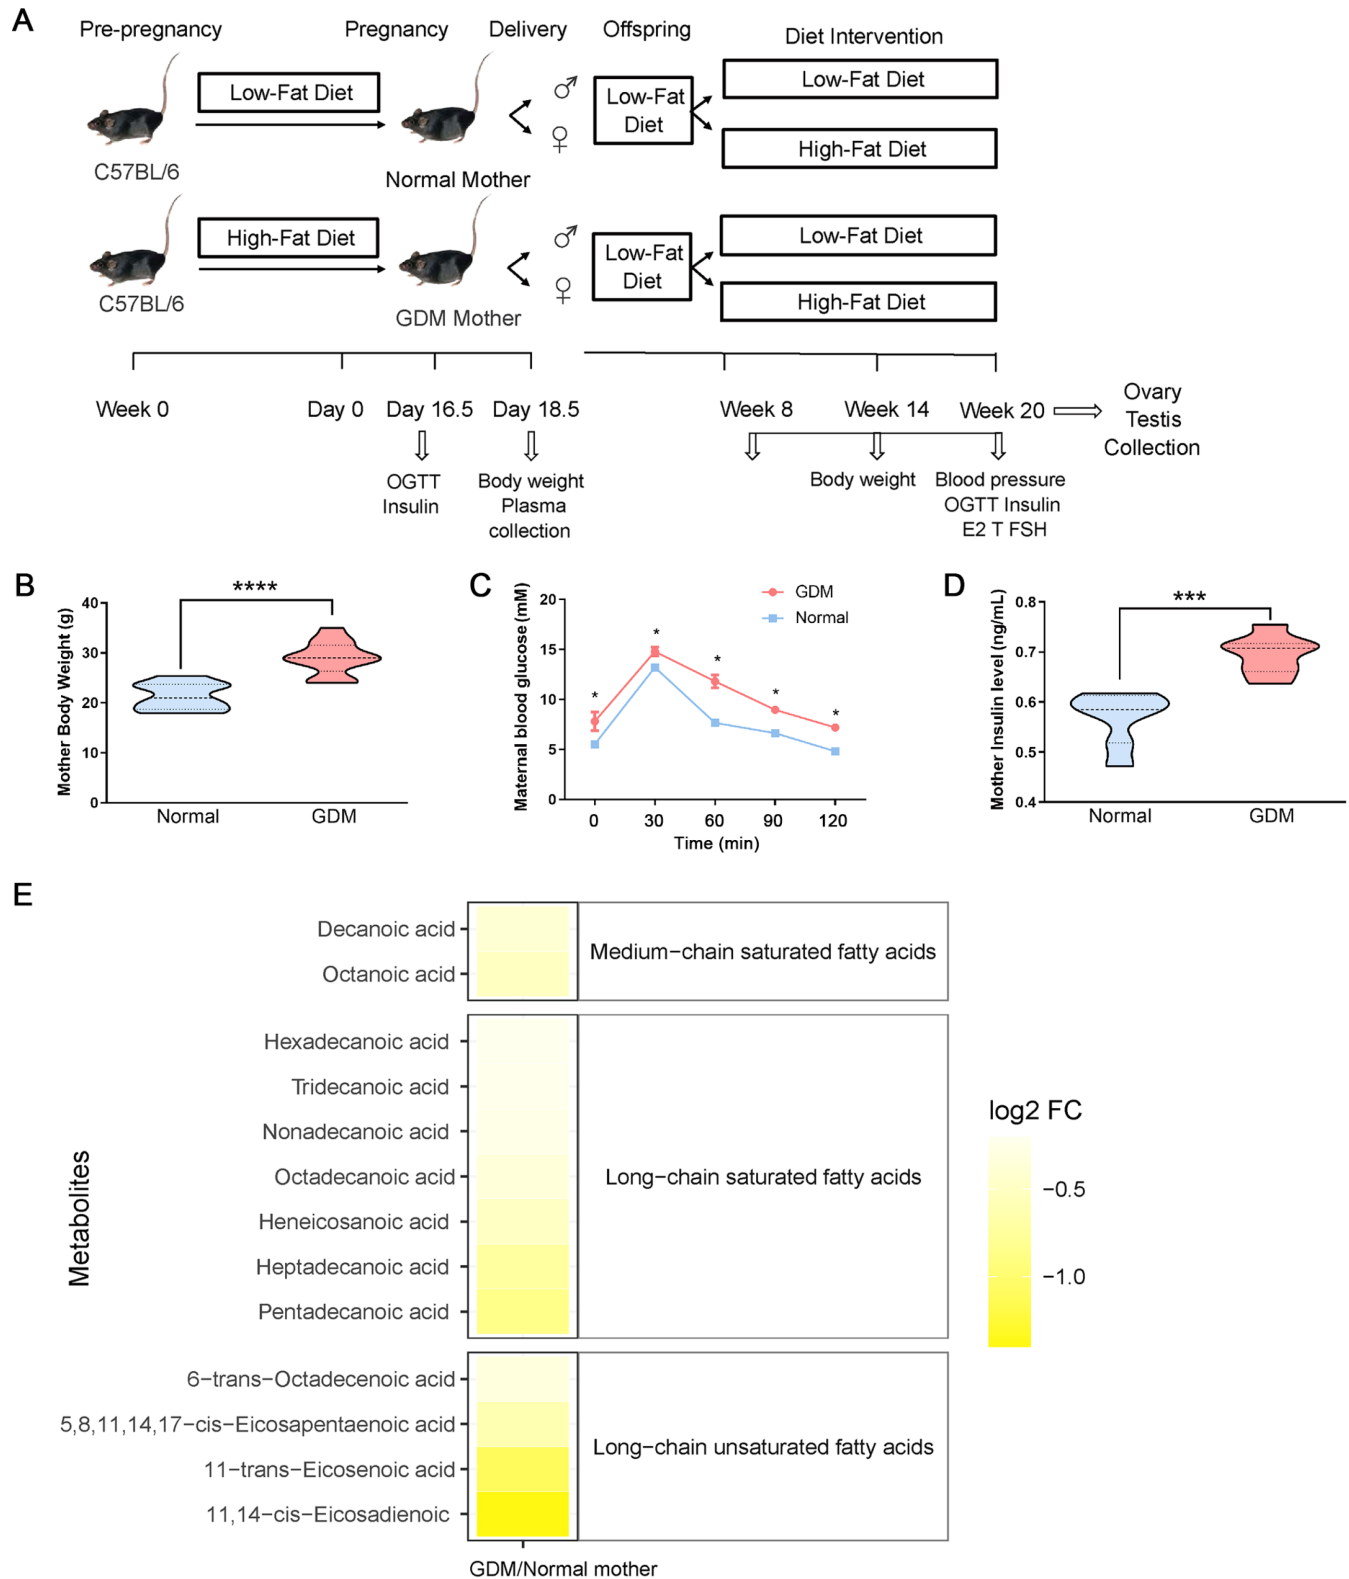 A
Pre-pregnancy
Pregnancy
Delivery
Offspring
Diet Intervention
Low-Fat Diet
C57BL/6
Normal Mother
♂
♀
Low-Fat
Diet
Low-Fat Diet
High-Fat Diet
High-Fat Diet
C57BL/6
GDM Mother
♂
♀
Low-Fat
Diet
Low-Fat Diet
High-Fat Diet
Week 0
Day 0
Day 16.5
Day 18.5
Week 8
Week 14
Week 20
Ovary
Testis
Collection
OGTT
Insulin
Body weight
Plasma
collection
Body weight
Blood pressure
OGTT Insulin
E2 T FSH
B
Mother Body Weight (g)
40
30
20
10
0
****
Normal
GDM
C
Maternal blood glucose (mM)
20
15
10
5
0
*
*
*
*
*
GDM
Normal
0
30
60
90
120
Time (min)
D
Mother Insulin level (ng/mL)
0.8
0.7
0.6
0.5
0.4
***
Normal
GDM
E
Metabolites
Decanoic acid
Octanoic acid
Medium−chain saturated fatty acids
Hexadecanoic acid
Tridecanoic acid
Nonadecanoic acid
Octadecanoic acid
Heneicosanoic acid
Heptadecanoic acid
Pentadecanoic acid
Long−chain saturated fatty acids
6−trans−Octadecenoic acid
5,8,11,14,17−cis−Eicosapentaenoic acid
11−trans−Eicosenoic acid
11,14−cis−Eicosadienoic
Long−chain unsaturated fatty acids
GDM/Normal mother
log2 FC
−0.5
−1.0